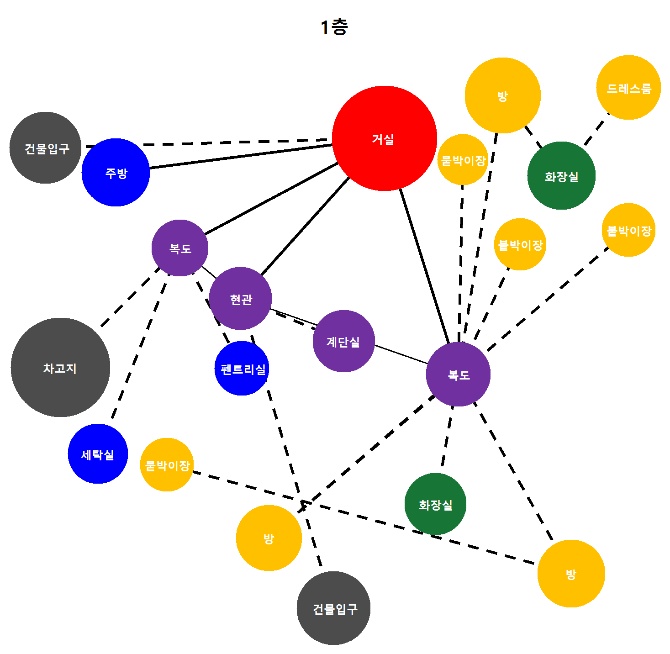 1층
거실
방
드레스룸
건물입구
주방
붙박이장
화장실
복도
붙박이장
붙박이장
현관
계단실
차고지
펜트리실
복도
세탁실
붙박이장
화장실
방
방
건물입구